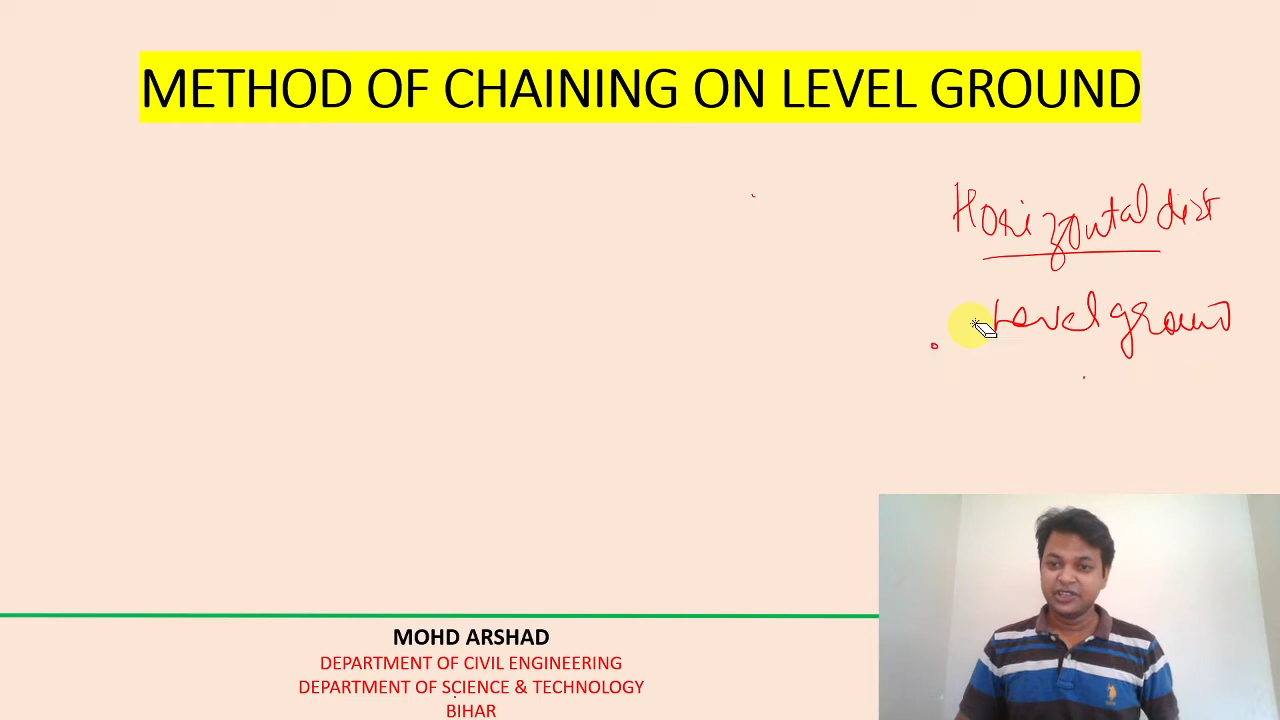 METHOD OF CHAINING ON LEVEL GROUND
Horizontal dist
Level ground
MOHD ARSHAD
DEPARTMENT OF CIVIL ENGINEERING
DEPARTMENT OF SCIENCE & TECHNOLOGY
BIHAR